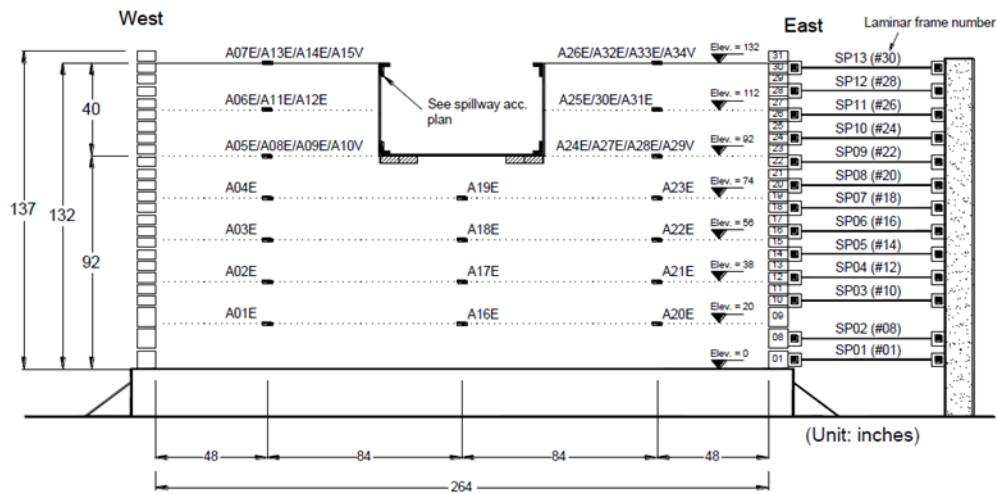 West
East
Laminar frame number
A07E/A13E/A14E/A15V
A26E/A32E/A33E/A34V
Elev. = 132
31
30
SP13 (#30)
29
28
SP12 (#28)
40
A06E/A11E/A12E
See spillway acc.
plan
A25E/30E/A31E
Elev. = 112
27
26
SP11 (#26)
25
24
SP10 (#24)
A05E/A08E/A09E/A10V
A24E/A27E/A28E/A29V
Elev. = 92
23
22
SP09 (#22)
21
20
SP08 (#20)
137
132
A04E
A19E
A23E
Elev. = 74
19
18
SP07 (#18)
17
16
SP06 (#16)
A03E
A18E
A22E
Elev. = 56
15
14
SP05 (#14)
92
13
12
SP04 (#12)
A02E
A17E
A21E
Elev. = 38
11
10
SP03 (#10)
A01E
A16E
A20E
Elev. = 20
09
08
SP02 (#08)
Elev. = 0
01
SP01 (#01)
(Unit: inches)
48
84
84
48
264